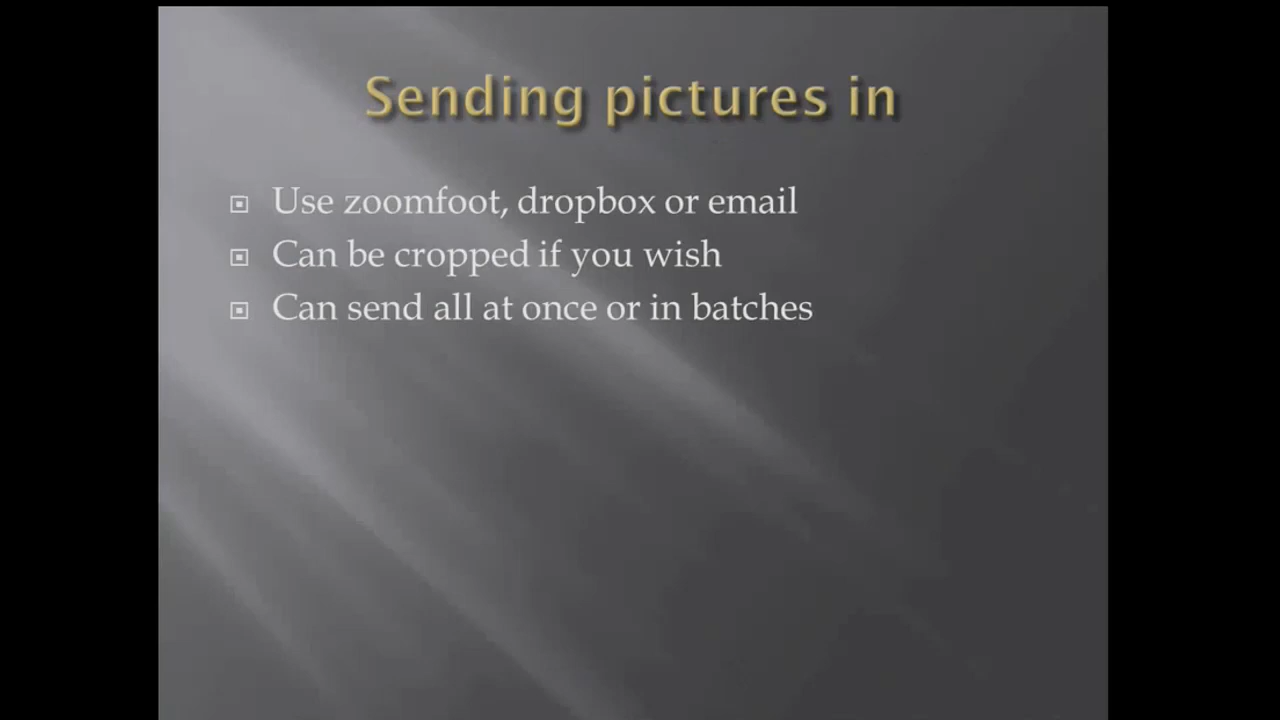 Sending pictures in
Use zoomfoot, dropbox or email
Can be cropped if you wish
Can send all at once or in batches